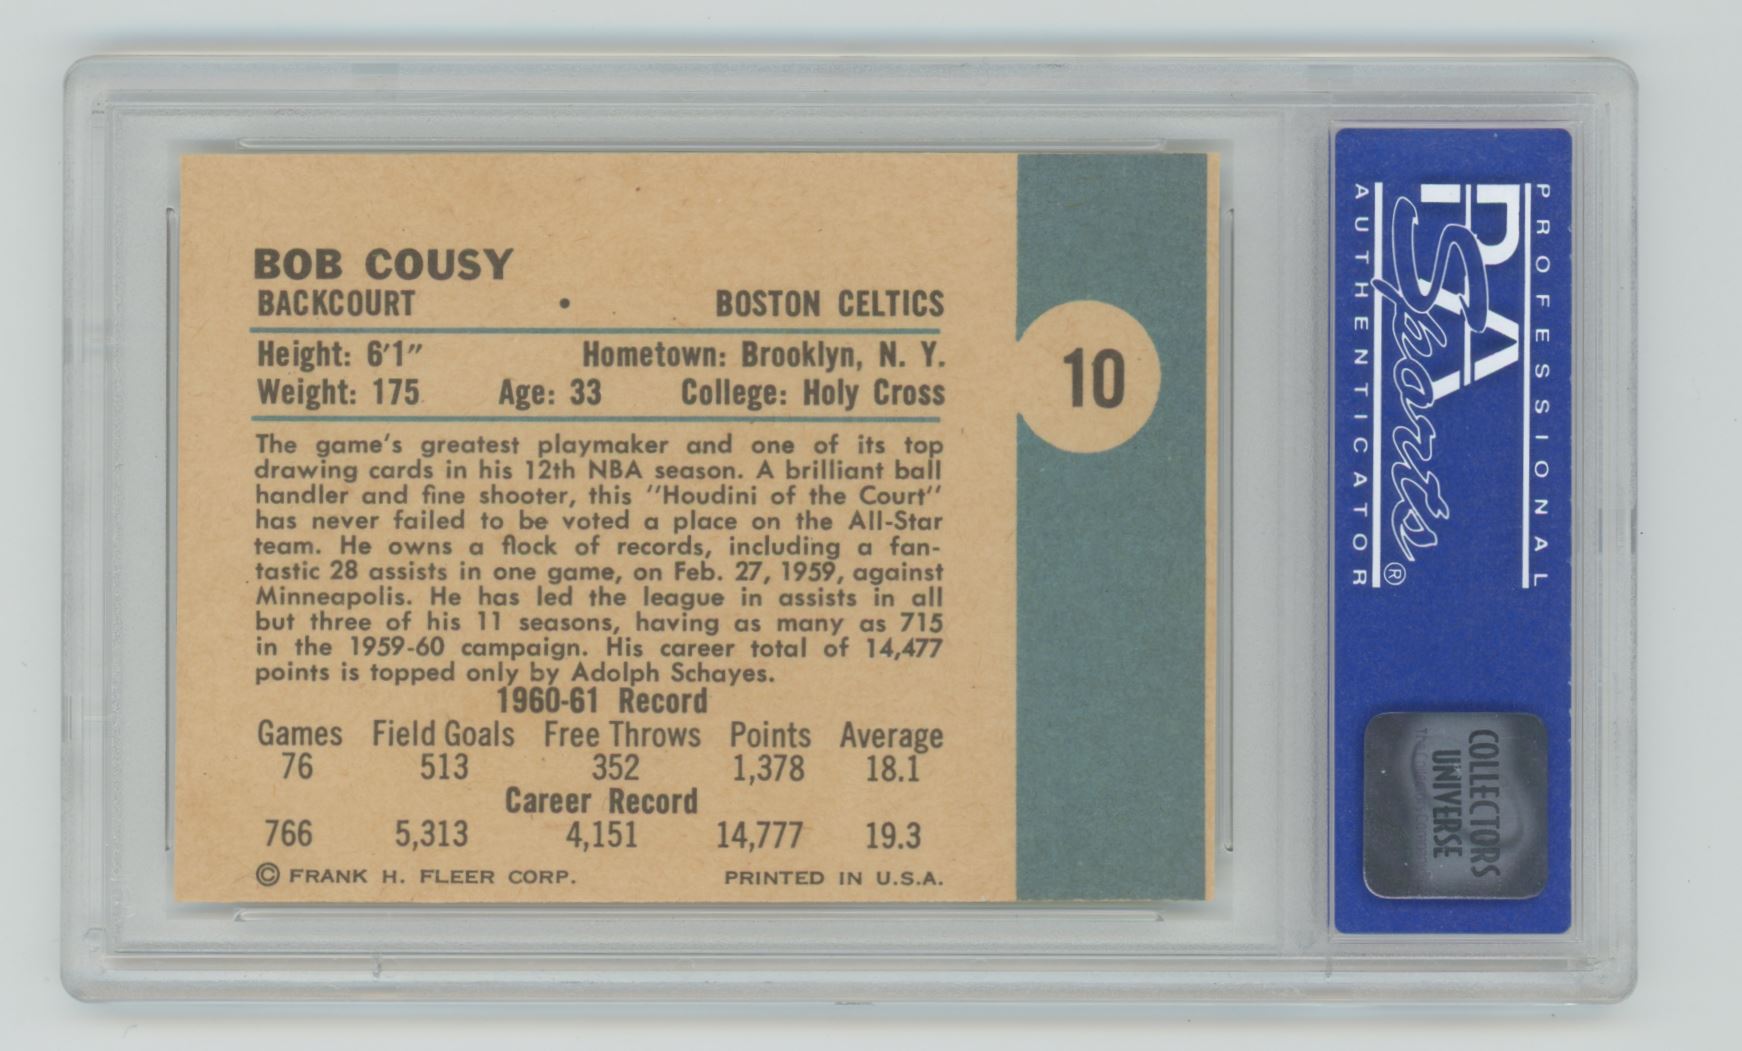 BOB COUSY
BACKCOURT • BOSTON CELTICS
Height: 6'1" Hometown: Brooklyn, N. Y.
Weight: 175 Age: 33 College: Holy Cross
10
The game's greatest playmaker and one of its top
drawing cards in his 12th NBA season. A brilliant ball
handler and fine shooter, this "Houdini of the Court"
has never failed to be voted a place on the All-Star
team. He owns a flock of records, including a fan-
tastic 28 assists in one game, on Feb. 27, 1959, against
Minneapolis. He has led the league in assists in all
but three of his 11 seasons, having as many as 715
in the 1959-60 campaign. His career total of 14,477
points is topped only by Adolph Schayes.
1960-61 Record
Games Field Goals Free Throws Points Average
76 513 352 1,378 18.1
Career Record
766 5,313 4,151 14,777 19.3
© FRANK H. FLEER CORP. PRINTED IN U.S.A.
PROFESSIONAL
PSA
Sports®
AUTHENTICATOR
COLLECTORS
UNIVERSE